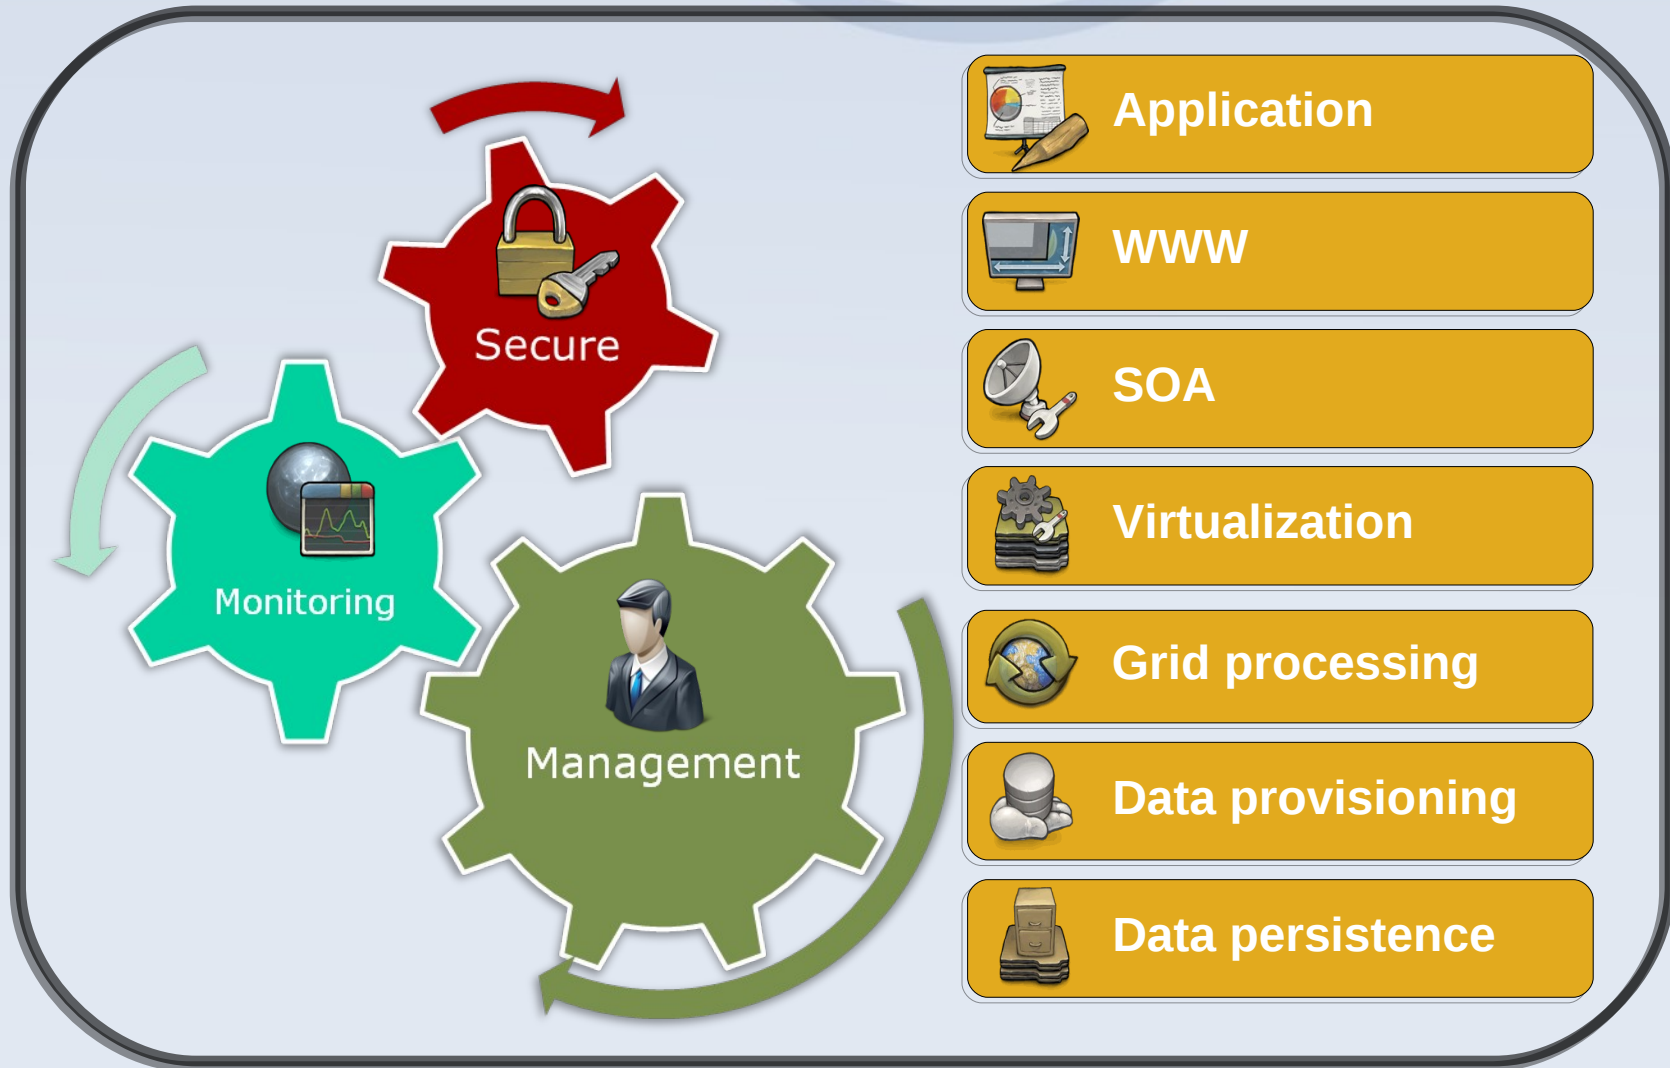 Secure
Monitoring
Management
Application
WWW
SOA
Virtualization
Grid processing
Data provisioning
Data persistence